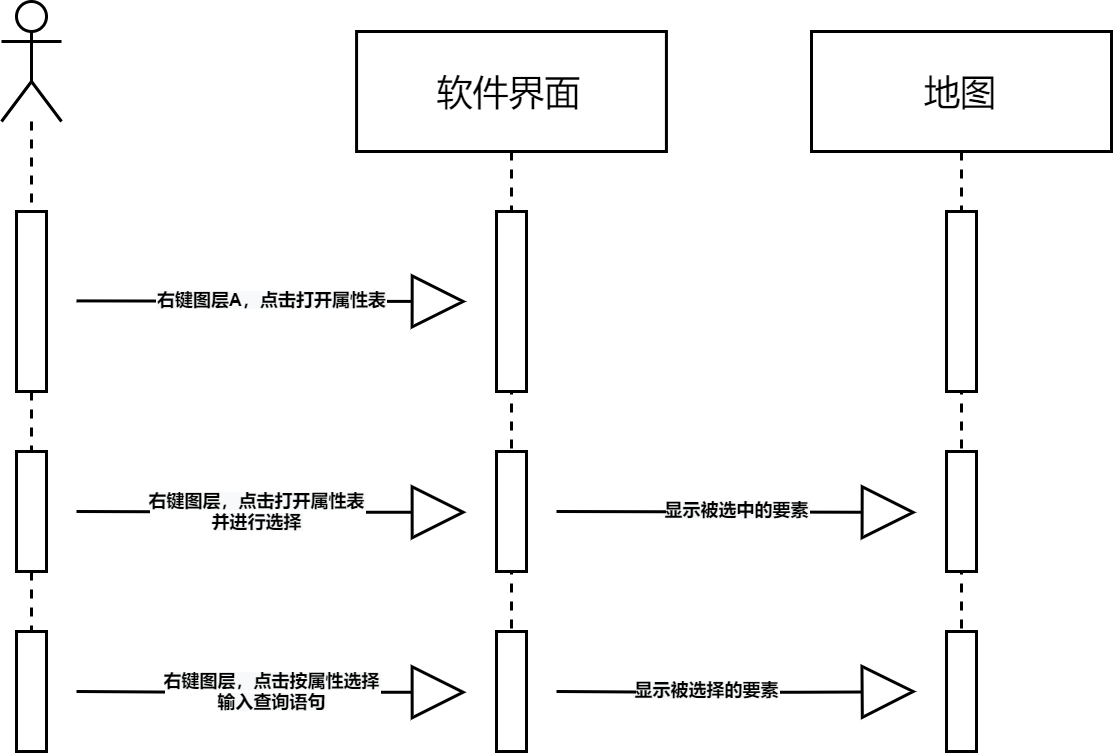 软件界面
地图
右键图层A，点击打开属性表
右键图层，点击打开属性表
并进行选择
显示被选中的要素
右键图层，点击按属性选择
输入查询语句
显示被选择的要素